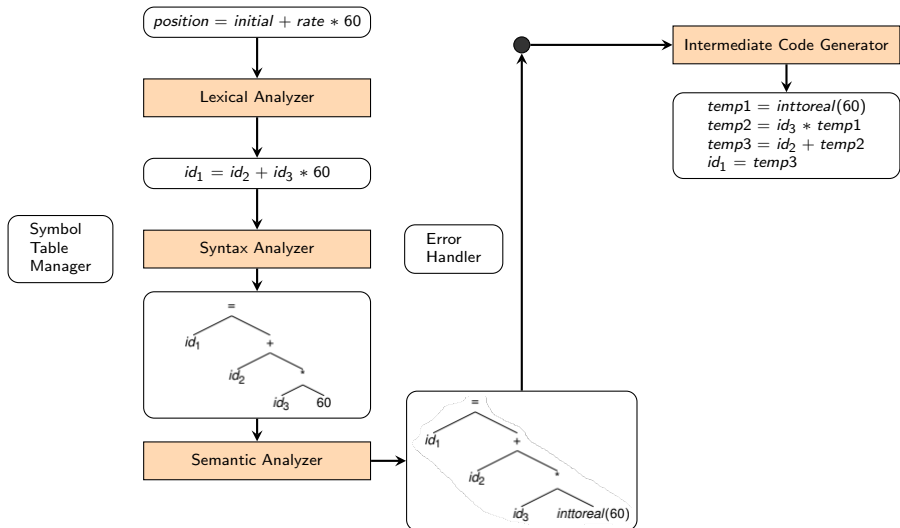 position = initial + rate * 60
Lexical Analyzer
id₁ = id₂ + id₃ * 60
Symbol
Table
Manager
Syntax Analyzer
Error
Handler
=
id₁ +
id₂ *
id₃ 60
Semantic Analyzer
=
id₁ +
id₂ *
id₃ inttoreal(60)
Intermediate Code Generator
temp1 = inttoreal(60)
temp2 = id₃ * temp1
temp3 = id₂ + temp2
id₁ = temp3